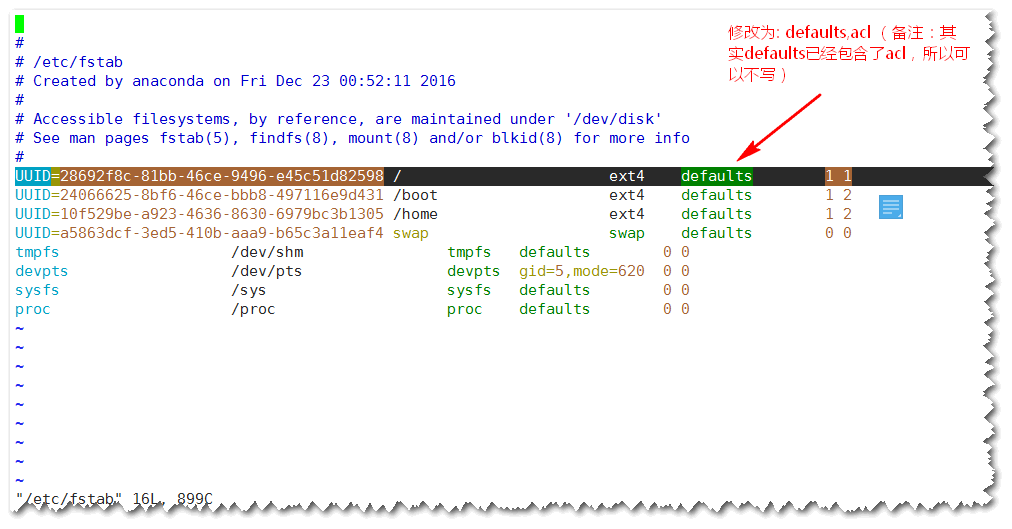 修改为: defaults,acl （备注：其
实defaults已经包含了acl，所以可
以不写）
#
# /etc/fstab
# Created by anaconda on Fri Dec 23 00:52:11 2016
#
# Accessible filesystems, by reference, are maintained under '/dev/disk'
# See man pages fstab(5), findfs(8), mount(8) and/or blkid(8) for more info
#
UUID=28692f8c-81bb-46ce-9496-e45c51d82598 / ext4 defaults 1 1
UUID=24066625-8bf6-46ce-bbb8-497116e9d431 /boot ext4 defaults 1 2
UUID=10f529be-a923-4636-8630-6979bc3b1305 /home ext4 defaults 1 2
UUID=a5863dcf-3ed5-410b-aaa9-b65c3a11eaf4 swap swap defaults 0 0
tmpfs /dev/shm tmpfs defaults 0 0
devpts /dev/pts devpts gid=5,mode=620 0 0
sysfs /sys sysfs defaults 0 0
proc /proc proc defaults 0 0
~
~
~
~
~
~
~
~
~
"/etc/fstab" 16L, 899C